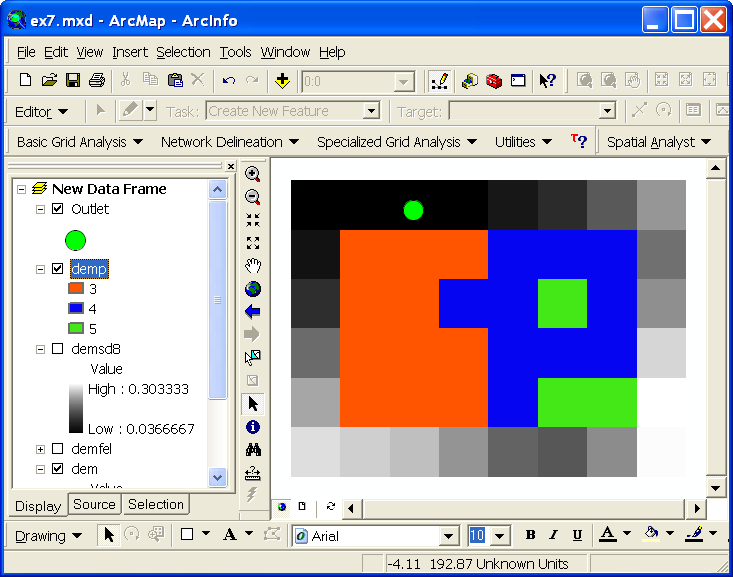 ex7.mxd - ArcMap - ArcInfo
File Edit View Insert Selection Tools Window Help
0:0
Editor Task: Create New Feature Target:
Basic Grid Analysis Network Delineation Specialized Grid Analysis Utilities T? Spatial Analyst
New Data Frame
Outlet
demp
3
4
5
demsd8
Value
High : 0.303333
Low : 0.0366667
demfel
dem
Value
Display Source Selection
Drawing A Arial 10 B I U A
-4.11 192.87 Unknown Units